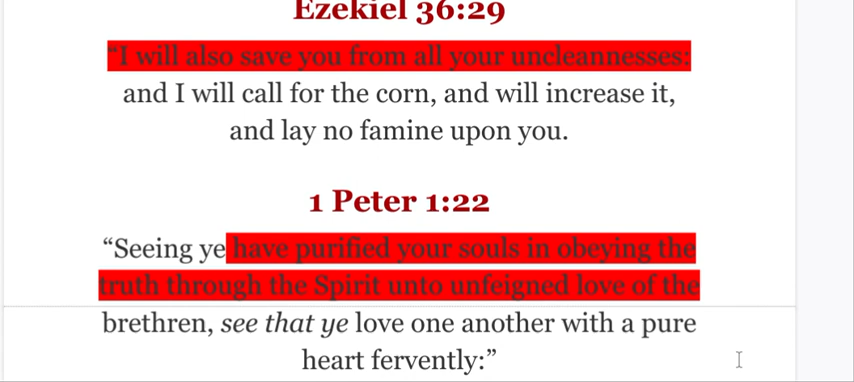 Ezekiel 36:29
“I will also save you from all your uncleannesses:
and I will call for the corn, and will increase it,
and lay no famine upon you.
1 Peter 1:22
“Seeing ye have purified your souls in obeying the
truth through the Spirit unto unfeigned love of the
brethren, see that ye love one another with a pure
heart fervently:”